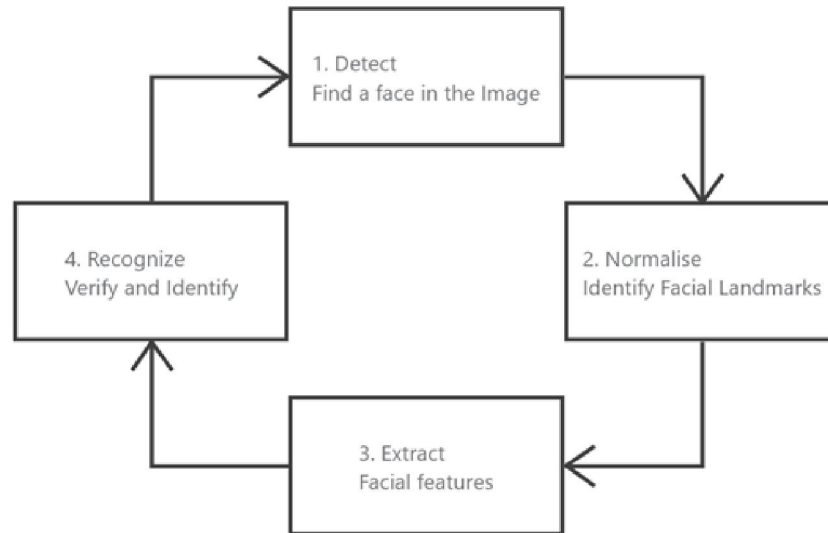 1. Detect
Find a face in the Image
2. Normalise
Identify Facial Landmarks
3. Extract
Facial features
4. Recognize
Verify and Identify